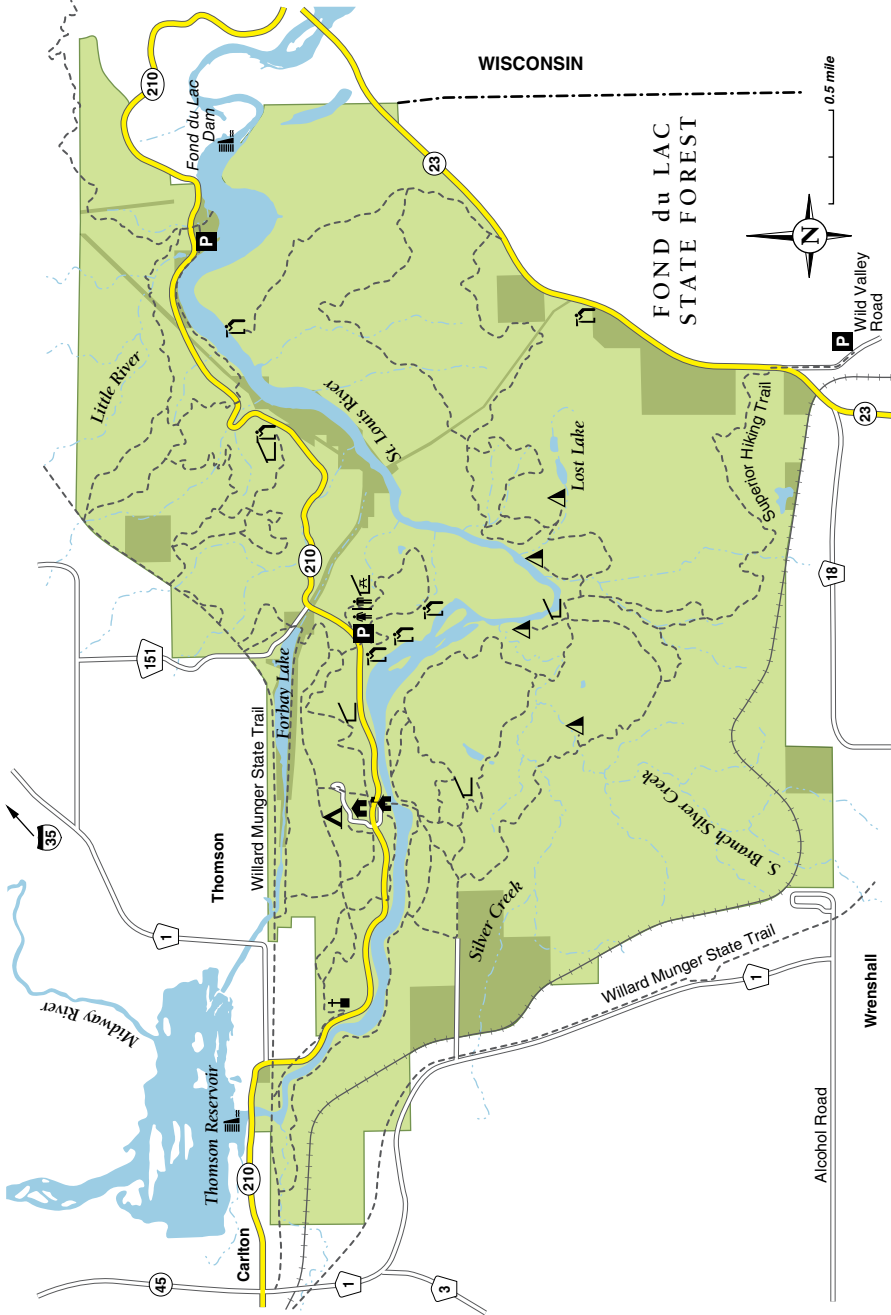 35
Midway River
Thomson Reservoir
1
Thomson
Willard Munger State Trail
Forbay Lake
151
Little River
210
Fond du Lac
Dam
P
210
P
210
Carlton
45
1
3
St. Louis River
WISCONSIN
23
FOND du LAC
STATE FOREST
0.5 mile
N
Lost Lake
Silver Creek
S. Branch Silver Creek
Superior Hiking Trail
P
Wild Valley
Road
23
18
Willard Munger State Trail
1
Alcohol Road
Wrenshall